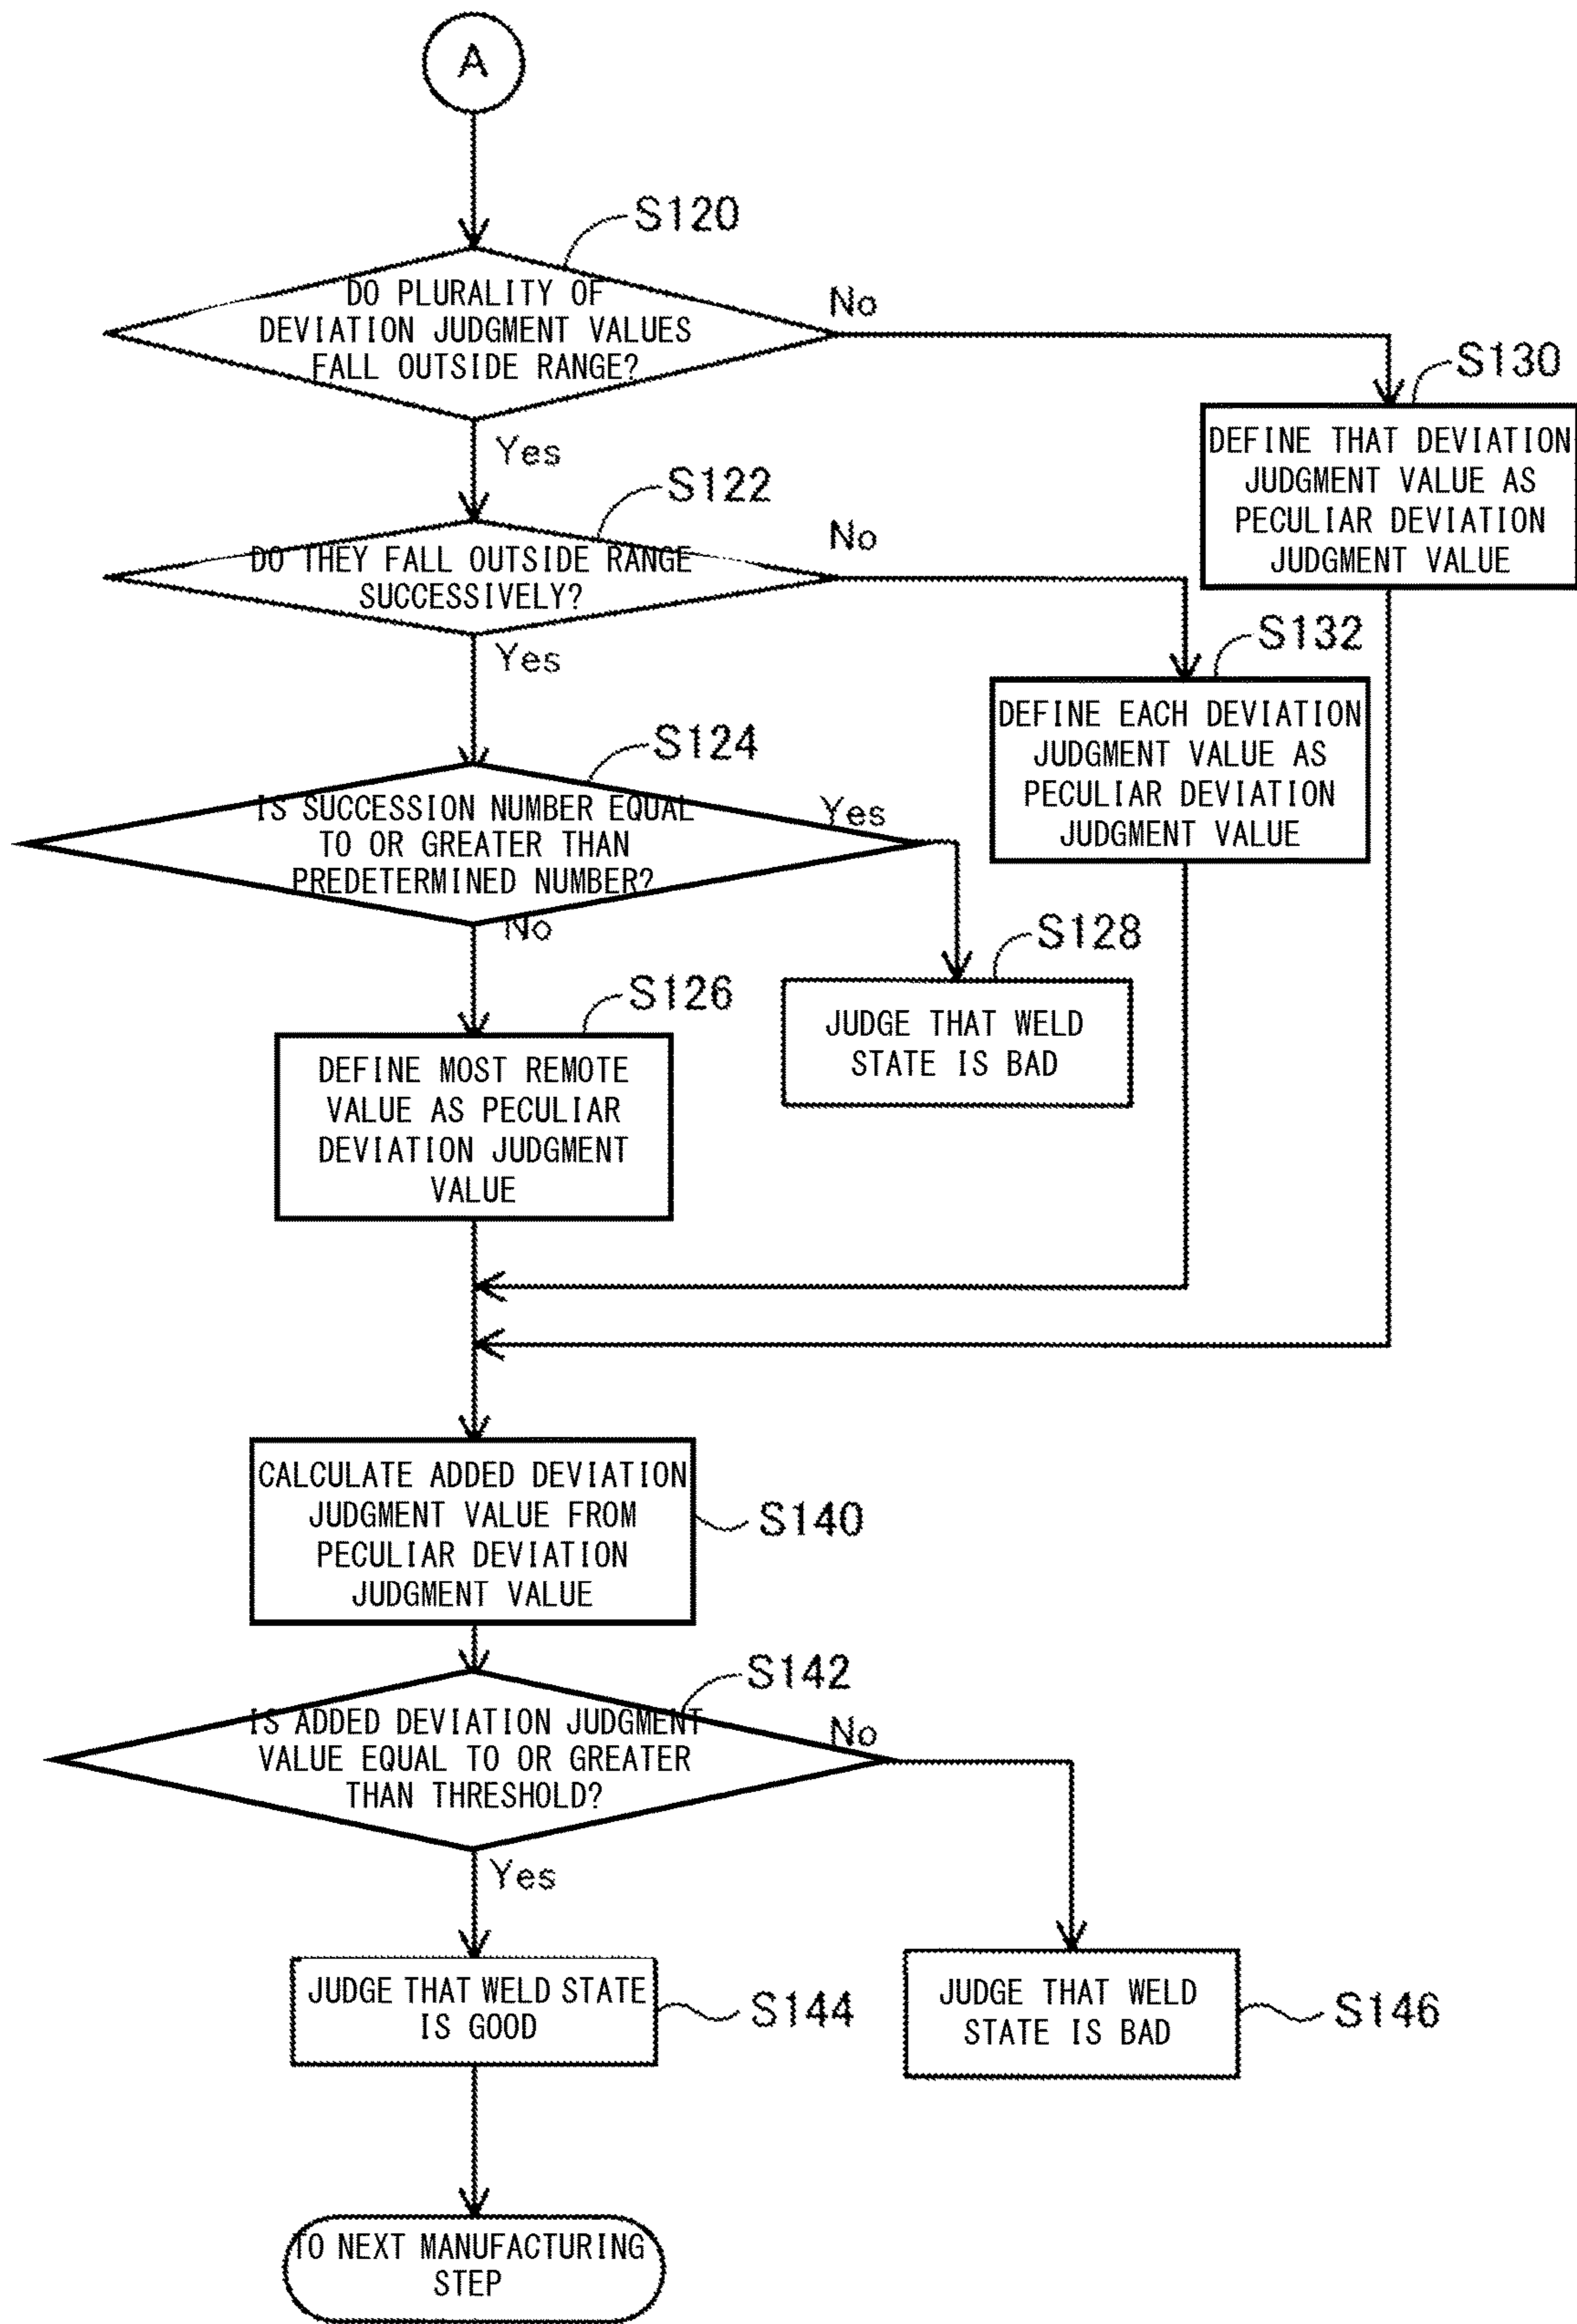 A
S120
DO PLURALITY OF
DEVIATION JUDGMENT VALUES
FALL OUTSIDE RANGE?
No
Yes
S130
DEFINE THAT DEVIATION
JUDGMENT VALUE AS
PECULIAR DEVIATION
JUDGMENT VALUE
S122
DO THEY FALL OUTSIDE RANGE
SUCCESSIVELY?
No
Yes
S132
DEFINE EACH DEVIATION
JUDGMENT VALUE AS
PECULIAR DEVIATION
JUDGMENT VALUE
S124
IS SUCCESSION NUMBER EQUAL
TO OR GREATER THAN
PREDETERMINED NUMBER?
Yes
No
S128
JUDGE THAT WELD
STATE IS BAD
S126
DEFINE MOST REMOTE
VALUE AS PECULIAR
DEVIATION JUDGMENT
VALUE
CALCULATE ADDED DEVIATION
JUDGMENT VALUE FROM
PECULIAR DEVIATION
JUDGMENT VALUE
S140
S142
IS ADDED DEVIATION JUDGMENT
VALUE EQUAL TO OR GREATER
THAN THRESHOLD?
No
Yes
JUDGE THAT WELD STATE
IS GOOD
S144
JUDGE THAT WELD
STATE IS BAD
S146
TO NEXT MANUFACTURING
STEP